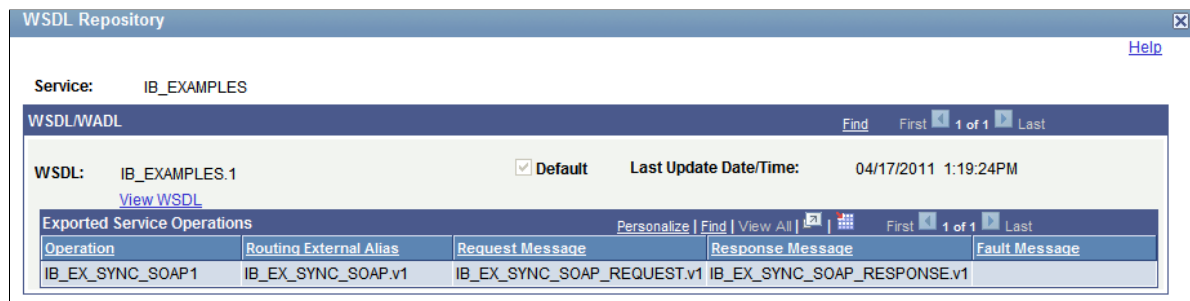 WSDL Repository
Help
Service: IB_EXAMPLES
WSDL/WADL Find First 1 of 1 Last
WSDL: IB_EXAMPLES.1 Default Last Update Date/Time: 04/17/2011 1:19:24PM
View WSDL
Exported Service Operations Personalize | Find | View All | | First 1 of 1 Last
Operation Routing External Alias Request Message Response Message Fault Message
IB_EX_SYNC_SOAP1 IB_EX_SYNC_SOAP.v1 IB_EX_SYNC_SOAP_REQUEST.v1 IB_EX_SYNC_SOAP_RESPONSE.v1